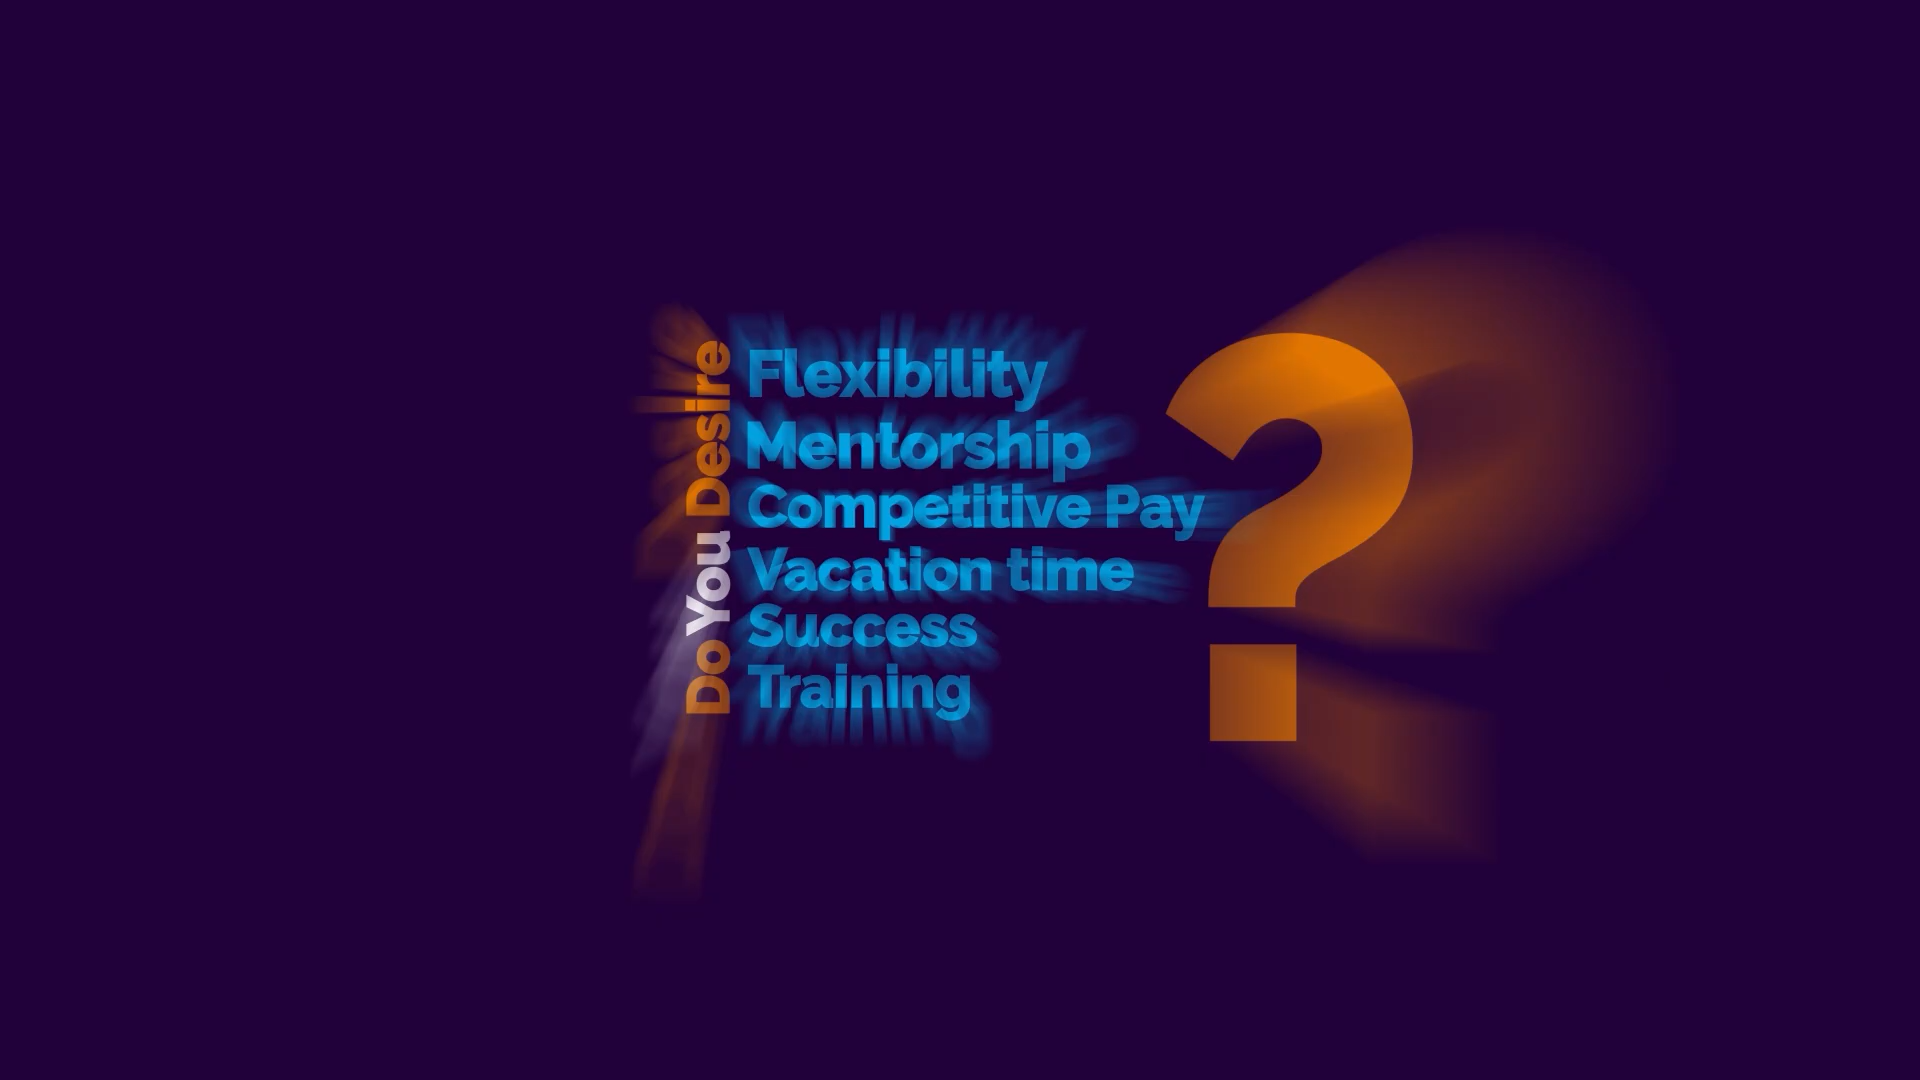 Do You Desire
Flexibility
Mentorship
Competitive Pay
Vacation time
Success
Training
?